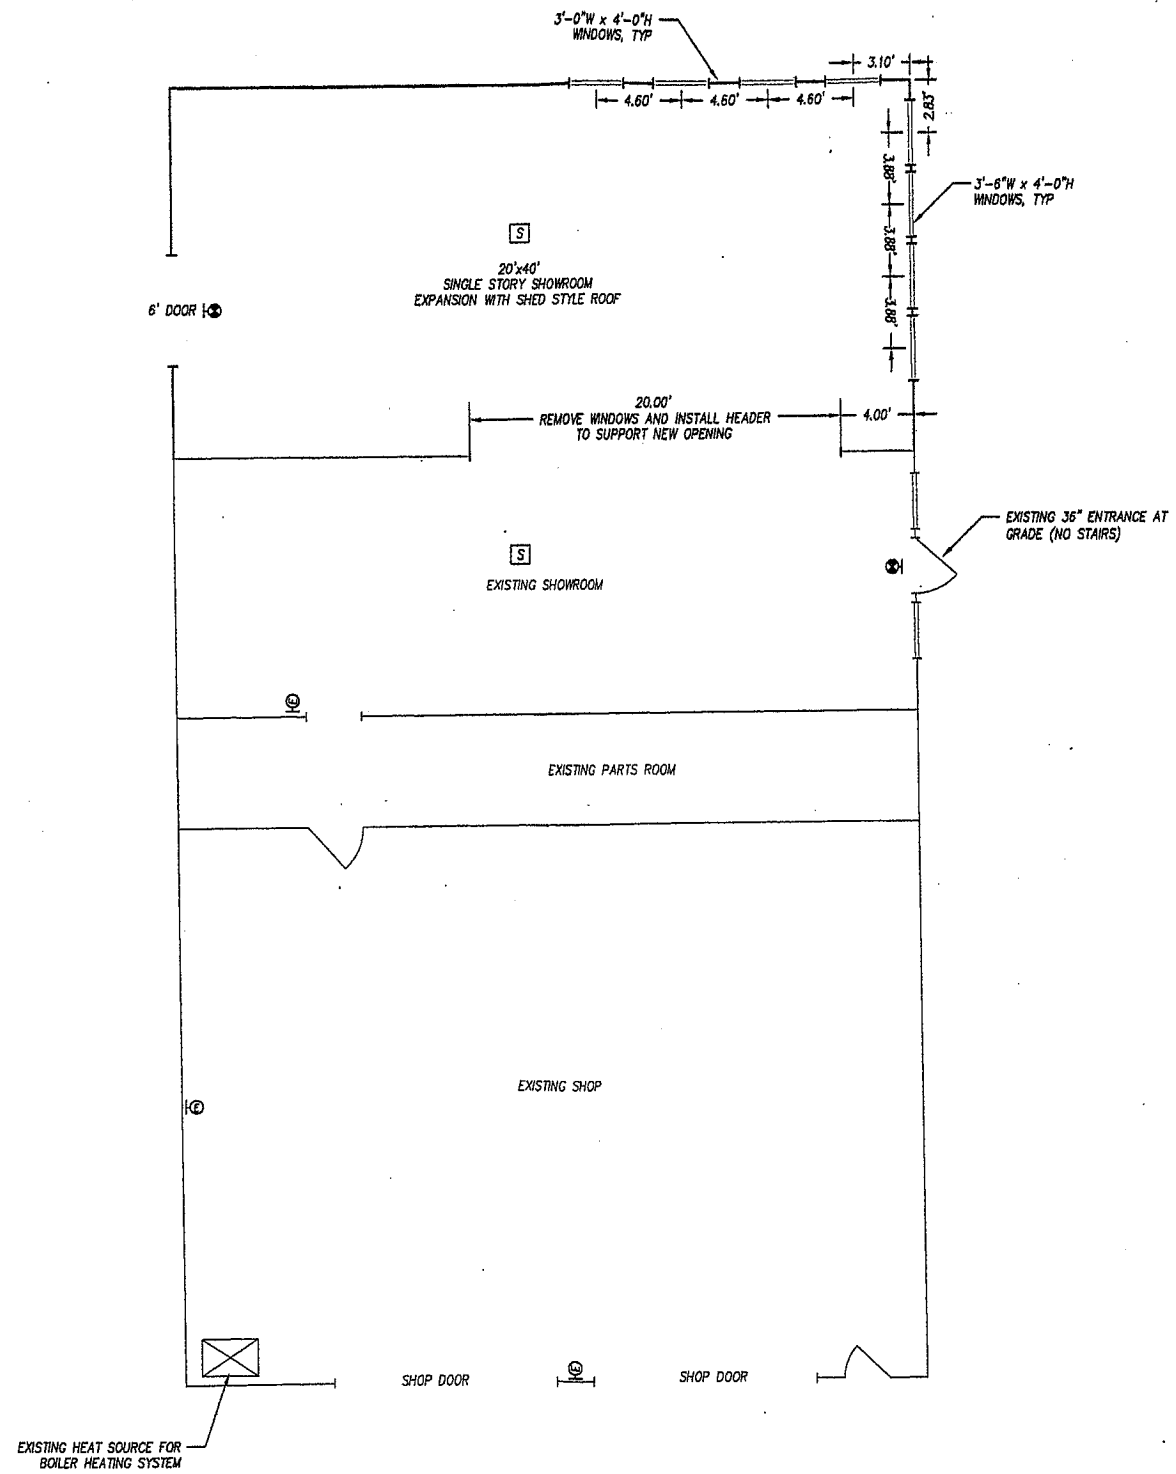 3'-0"W x 4'-0"H
WINDOWS, TYP
3.10'
4.60'
4.60'
4.60'
2.83'
3.88'
3'-6"W x 4'-0"H
WINDOWS, TYP
S
3.88'
20'x40'
SINGLE STORY SHOWROOM
EXPANSION WITH SHED STYLE ROOF
6' DOOR
3.88'
20.00'
REMOVE WINDOWS AND INSTALL HEADER
TO SUPPORT NEW OPENING
4.00'
EXISTING 36" ENTRANCE AT
GRADE (NO STAIRS)
S
EXISTING SHOWROOM
E
EXISTING PARTS ROOM
EXISTING SHOP
E
E
SHOP DOOR
SHOP DOOR
EXISTING HEAT SOURCE FOR
BOILER HEATING SYSTEM